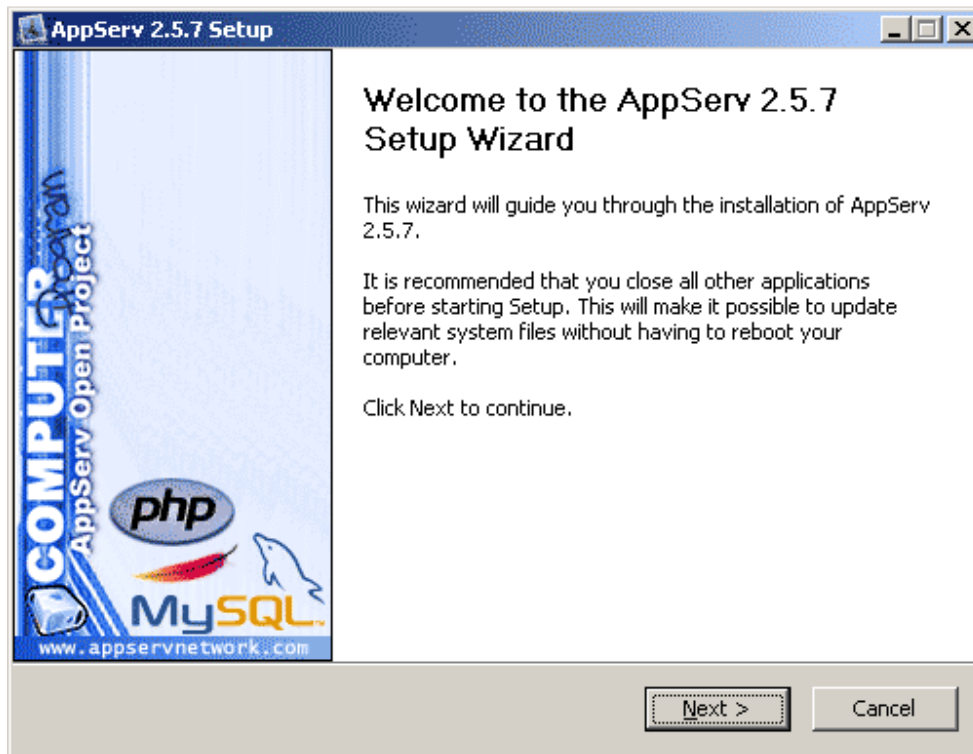 AppServ 2.5.7 Setup
Welcome to the AppServ 2.5.7
Setup Wizard
This wizard will guide you through the installation of AppServ
2.5.7.
It is recommended that you close all other applications
before starting Setup. This will make it possible to update
relevant system files without having to reboot your
computer.
Click Next to continue.
COMPUTER
Program
AppServ Open Project
php
MySQL
www.appservnetwork.com
Next >
Cancel